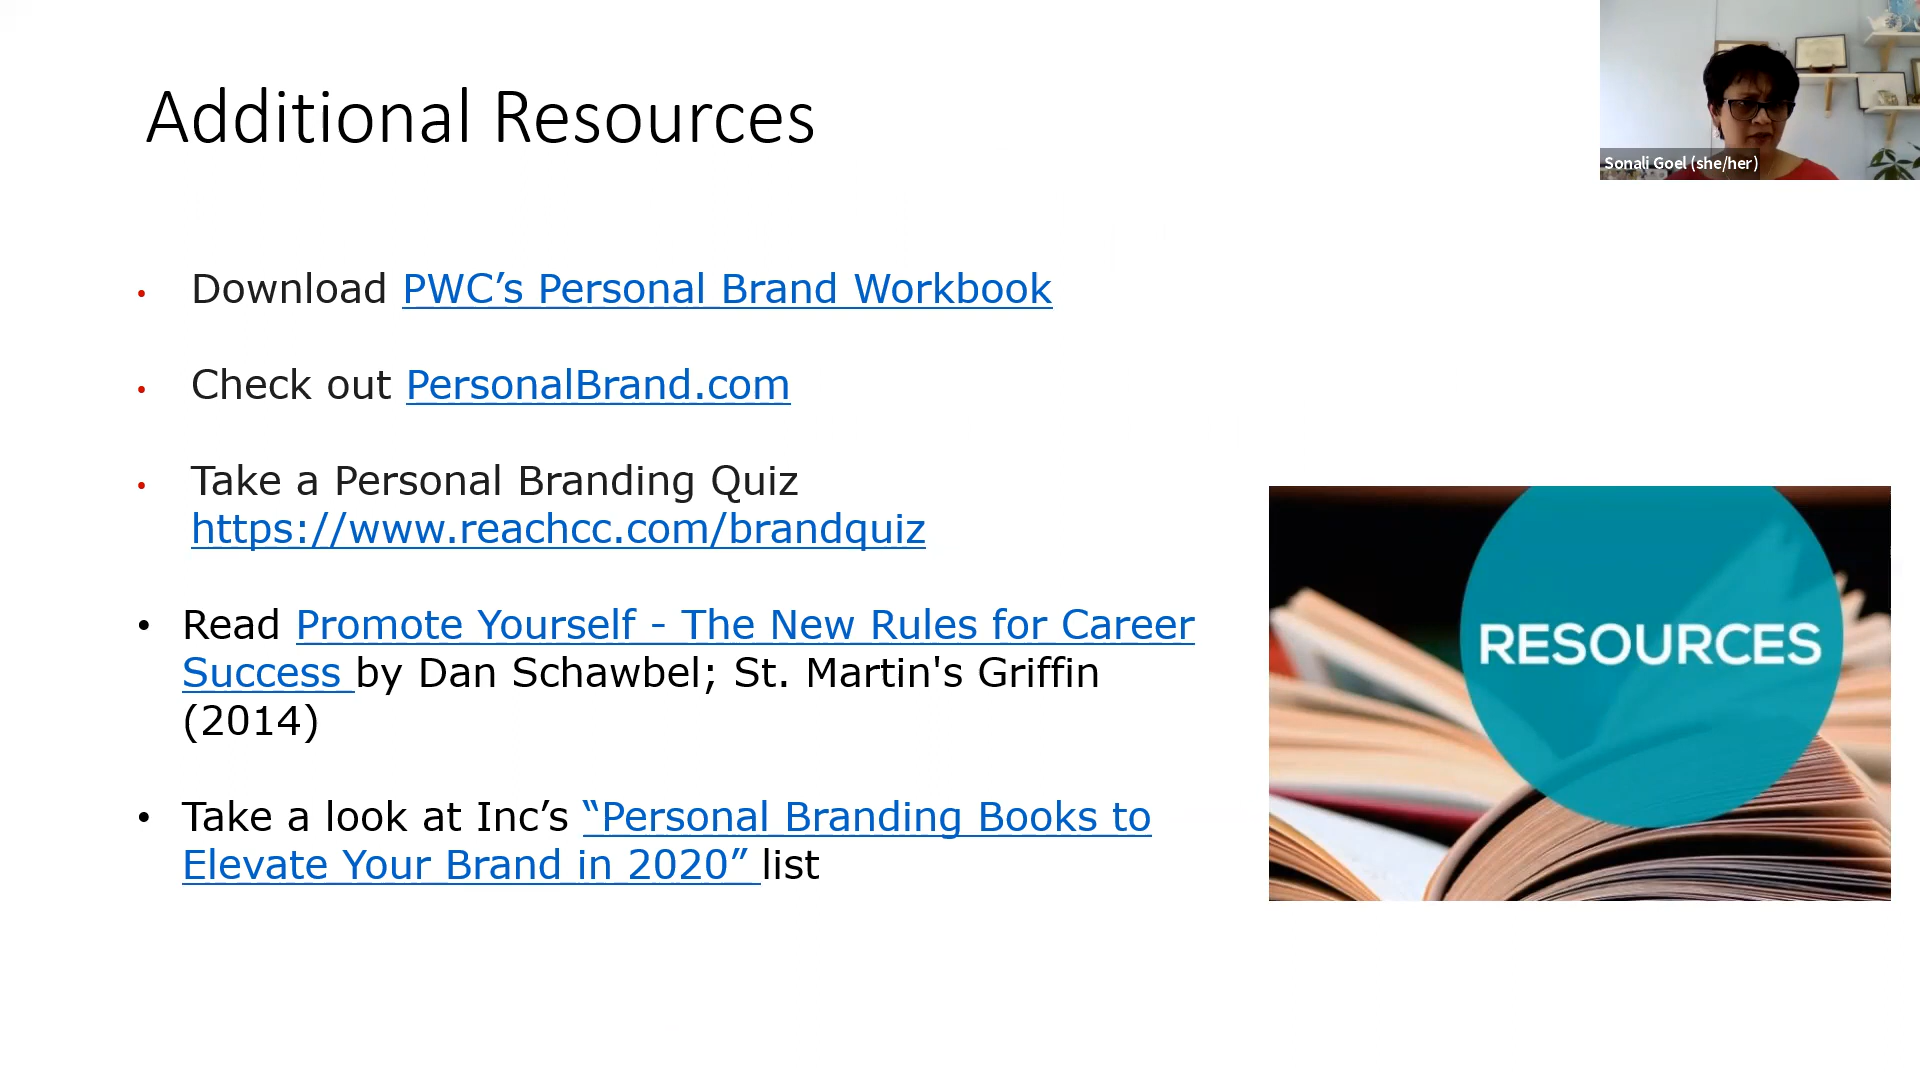 Additional Resources
Sonali Goel (she/her)
• Download PWC’s Personal Brand Workbook
• Check out PersonalBrand.com
• Take a Personal Branding Quiz
https://www.reachcc.com/brandquiz
• Read Promote Yourself - The New Rules for Career
Success by Dan Schawbel; St. Martin's Griffin
(2014)
• Take a look at Inc’s “Personal Branding Books to
Elevate Your Brand in 2020” list
RESOURCES